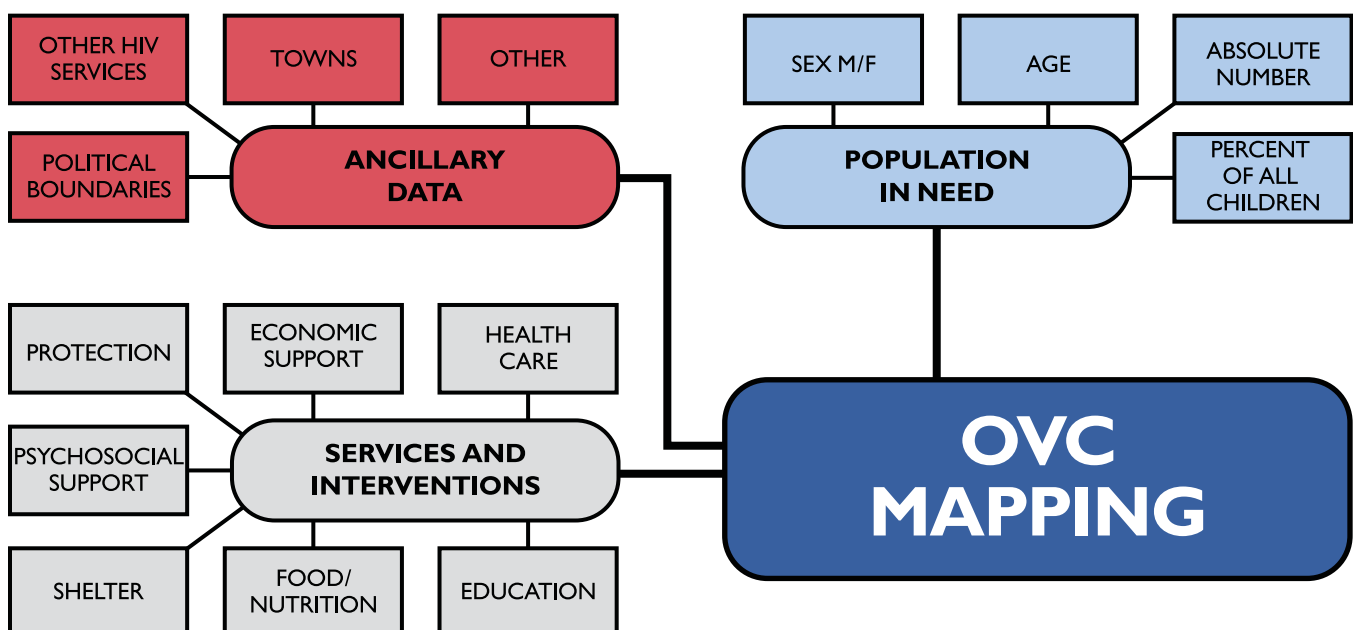 OTHER HIV
SERVICES
TOWNS
OTHER
POLITICAL
BOUNDARIES
ANCILLARY
DATA
SEX M/F
AGE
ABSOLUTE
NUMBER
POPULATION
IN NEED
PERCENT
OF ALL
CHILDREN
PROTECTION
ECONOMIC
SUPPORT
HEALTH
CARE
PSYCHOSOCIAL
SUPPORT
SERVICES AND
INTERVENTIONS
SHELTER
FOOD/
NUTRITION
EDUCATION
OVC
MAPPING